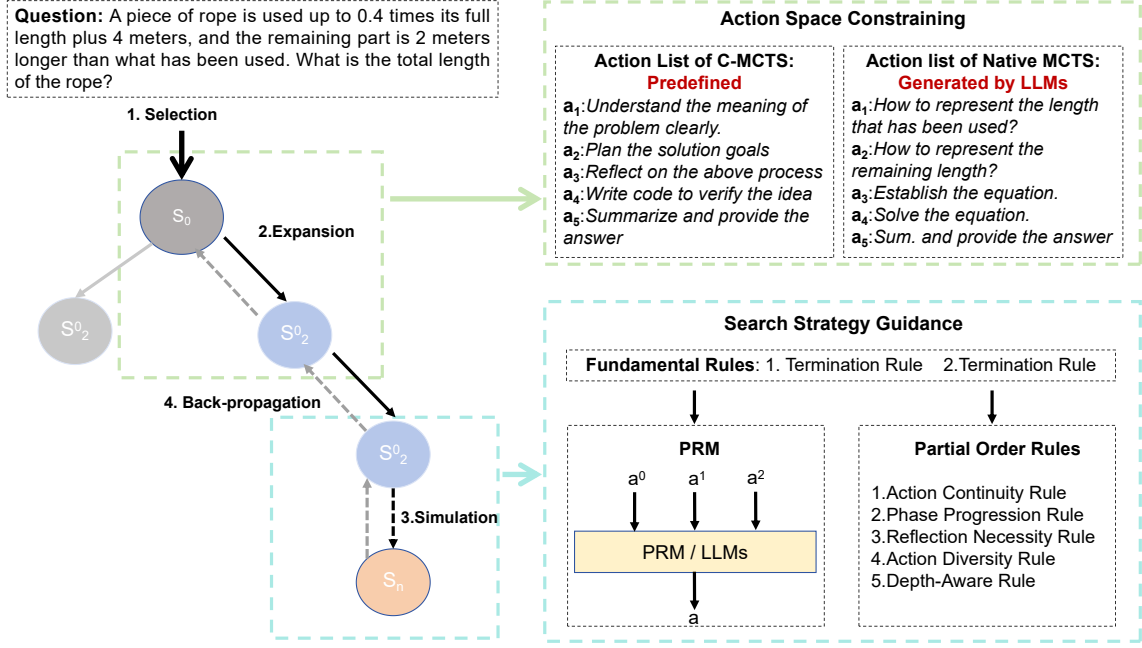 Question: A piece of rope is used up to 0.4 times its full
length plus 4 meters, and the remaining part is 2 meters
longer than what has been used. What is the total length
of the rope?
1. Selection
S0
2.Expansion
S02
S02
4. Back-propagation
S02
3.Simulation
Sn
Action Space Constraining
Action List of C-MCTS:
Predefined
a1:Understand the meaning of
the problem clearly.
a2:Plan the solution goals
a3:Reflect on the above process
a4:Write code to verify the idea
a5:Summarize and provide the
answer
Action list of Native MCTS:
Generated by LLMs
a1:How to represent the length
that has been used?
a2:How to represent the
remaining length?
a3:Establish the equation.
a4:Solve the equation.
a5:Sum. and provide the answer
Search Strategy Guidance
Fundamental Rules: 1. Termination Rule 2.Termination Rule
PRM
a0 a1 a2
PRM / LLMs
a
Partial Order Rules
1.Action Continuity Rule
2.Phase Progression Rule
3.Reflection Necessity Rule
4.Action Diversity Rule
5.Depth-Aware Rule